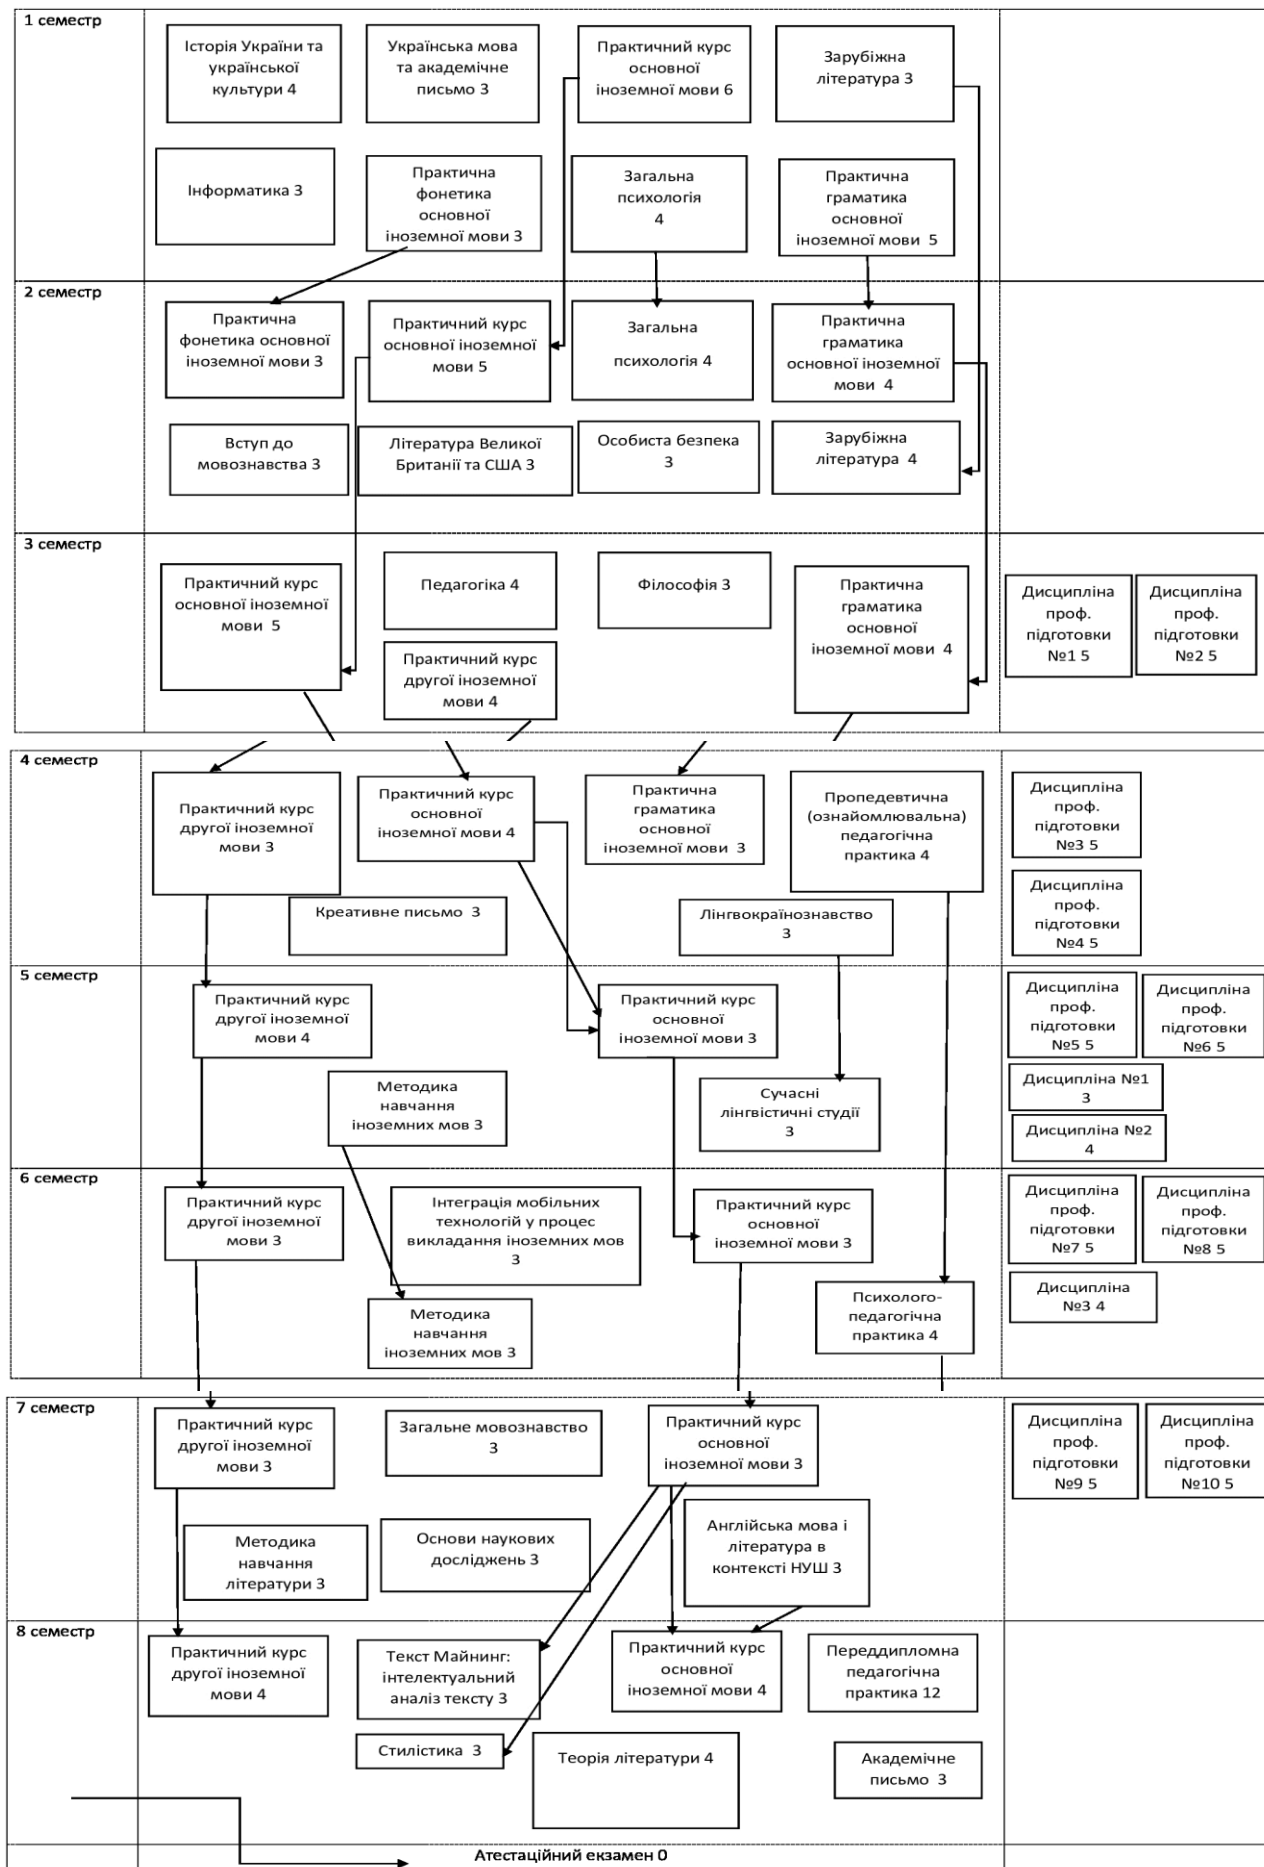 1 семестр
Історія України та
української
культури 4
Українська мова
та академічне
письмо 3
Практичний курс
основної
іноземної мови 6
Зарубіжна
література 3
Інформатика 3
Практична
фонетика
основної
іноземної мови 3
Загальна
психологія
4
Практична
граматика
основної
іноземної мови 5
2 семестр
Практична
фонетика основної
іноземної мови 3
Практичний курс
основної іноземної
мови 5
Загальна
психологія 4
Практична
граматика
основної іноземної
мови 4
Вступ до
мовознавства 3
Література Великої
Британії та США 3
Особиста безпека
3
Зарубіжна
література 4
3 семестр
Практичний курс
основної іноземної
мови 5
Педагогіка 4
Філософія 3
Практична
граматика
основної
іноземної мови 4
Практичний курс
другої іноземної
мови 4
Дисципліна
проф.
підготовки
№1 5
Дисципліна
проф.
підготовки
№2 5
4 семестр
Практичний курс
другої іноземної
мови 3
Практичний курс
основної
іноземної мови 4
Практична
граматика
основної
іноземної мови 3
Пропедевтична
(ознайомлювальна)
педагогічна
практика 4
Дисципліна
проф.
підготовки
№3 5
Креативне письмо 3
Лінгвокраїнознавство
3
Дисципліна
проф.
підготовки
№4 5
5 семестр
Практичний курс
другої іноземної
мови 4
Практичний курс
основної
іноземної мови 3
Дисципліна
проф.
підготовки
№5 5
Дисципліна
проф.
підготовки
№6 5
Методика
навчання
іноземних мов 3
Сучасні
лінгвістичні студії
3
Дисципліна №1
3
Дисципліна №2
4
6 семестр
Практичний курс
другої іноземної
мови 3
Інтеграція мобільних
технологій у процес
викладання іноземних мов
3
Практичний курс
основної
іноземної мови 3
Дисципліна
проф.
підготовки
№7 5
Дисципліна
проф.
підготовки
№8 5
Методика
навчання
іноземних мов 3
Психолого-
педагогічна
практика 4
Дисципліна
№3 4
7 семестр
Практичний курс
другої іноземної
мови 3
Загальне мовознавство
3
Практичний курс
основної
іноземної мови 3
Дисципліна
проф.
підготовки
№9 5
Дисципліна
проф.
підготовки
№10 5
Методика
навчання
літератури 3
Основи наукових
досліджень 3
Англійська мова і
література в
контексті НУШ 3
8 семестр
Практичний курс
другої іноземної
мови 4
Текст Майнинг:
інтелектуальний
аналіз тексту 3
Практичний курс
основної
іноземної мови 4
Переддипломна
педагогічна
практика 12
Стилістика 3
Теорія літератури 4
Академічне
письмо 3
Атестаційний екзамен 0